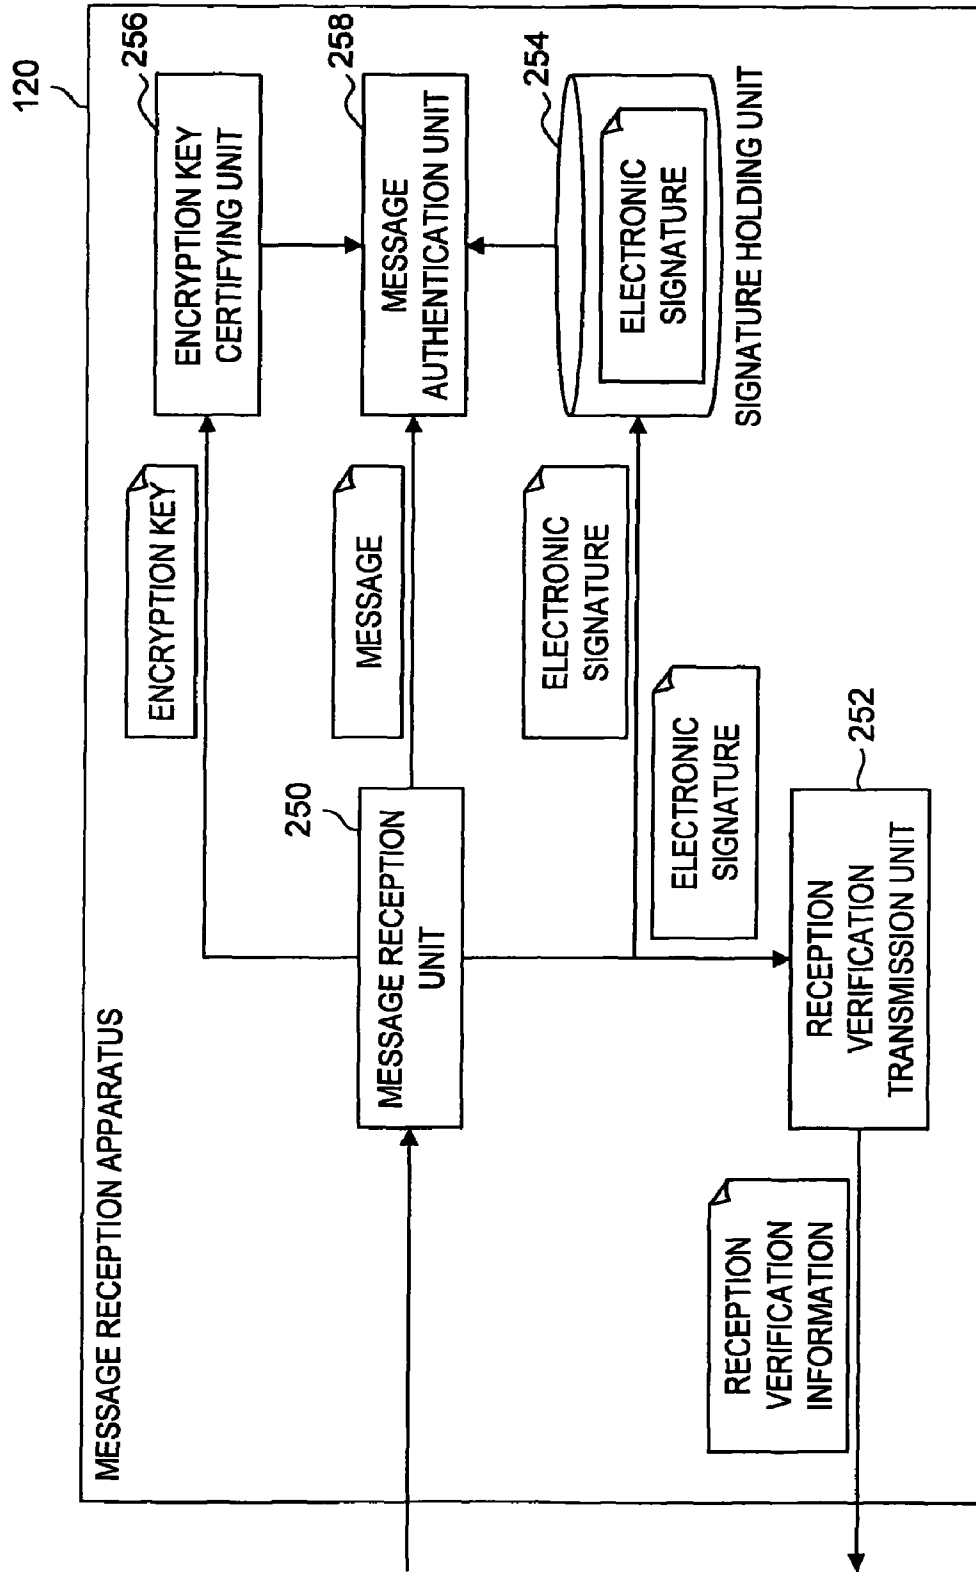 120
MESSAGE RECEPTION APPARATUS
256
ENCRYPTION KEY
CERTIFYING UNIT
ENCRYPTION KEY
258
MESSAGE
AUTHENTICATION UNIT
MESSAGE
250
MESSAGE RECEPTION
UNIT
254
ELECTRONIC
SIGNATURE
SIGNATURE HOLDING UNIT
ELECTRONIC
SIGNATURE
ELECTRONIC
SIGNATURE
252
RECEPTION
VERIFICATION
TRANSMISSION UNIT
RECEPTION
VERIFICATION
INFORMATION